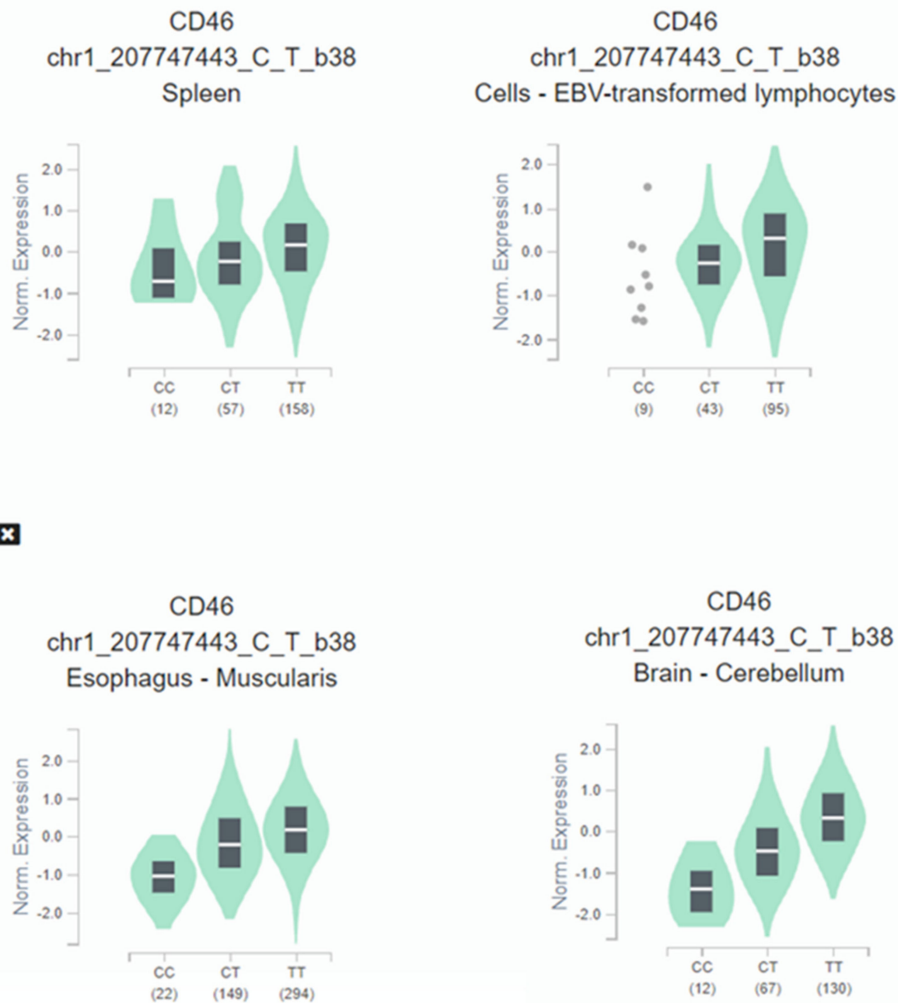 CD46
chr1_207747443_C_T_b38
Spleen
Norm. Expression
2.0
1.0
0.0
-1.0
-2.0
CC CT TT
(12) (57) (158)
CD46
chr1_207747443_C_T_b38
Cells - EBV-transformed lymphocytes
Norm. Expression
2.0
1.0
0.0
-1.0
-2.0
CC CT TT
(9) (43) (95)
CD46
chr1_207747443_C_T_b38
Esophagus - Muscularis
Norm. Expression
2.0
1.0
0.0
-1.0
-2.0
CC CT TT
(22) (149) (294)
CD46
chr1_207747443_C_T_b38
Brain - Cerebellum
Norm. Expression
2.0
1.0
0.0
-1.0
-2.0
CC CT TT
(12) (67) (130)